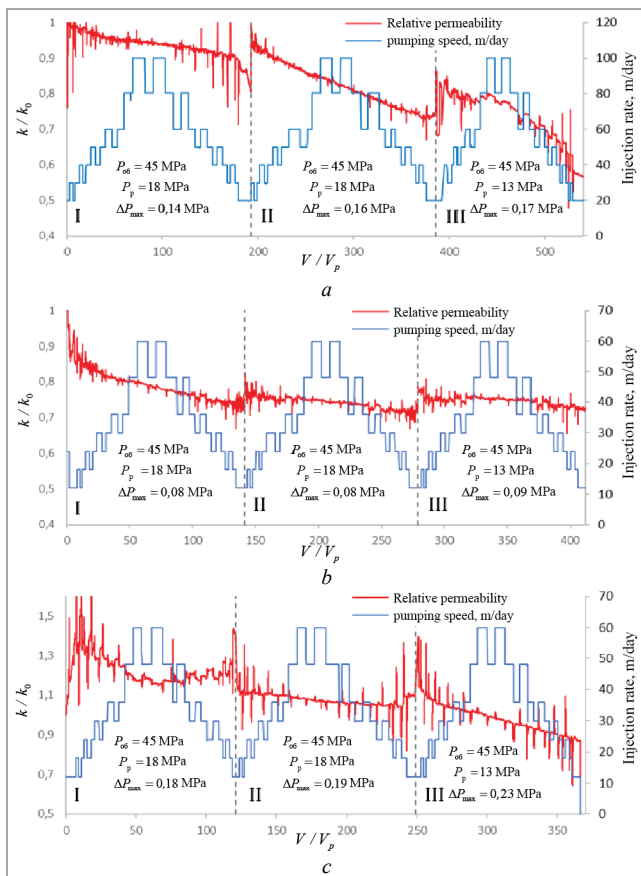 a
Relative permeability
pumping speed, m/day
1
0,9
0,8
0,7
0,6
0,5
0,4
k / k0
120
100
80
60
40
20
0
Injection rate, m/day
Pоб = 45 MPa
Pp = 18 MPa
ΔPmax = 0,14 MPa
I
Pоб = 45 MPa
Pp = 18 MPa
ΔPmax = 0,16 MPa
II
Pоб = 45 MPa
Pp = 13 MPa
ΔPmax = 0,17 MPa
III
0 100 200 300 400 500
V / Vp
a
Relative permeability
pumping speed, m/day
1
0,9
0,8
0,7
0,6
0,5
0,4
k / k0
70
60
50
40
30
20
10
0
Injection rate, m/day
Pоб = 45 MPa
Pp = 18 MPa
ΔPmax = 0,08 MPa
I
Pоб = 45 MPa
Pp = 18 MPa
ΔPmax = 0,08 MPa
II
Pоб = 45 MPa
Pp = 13 MPa
ΔPmax = 0,09 MPa
III
0 50 100 150 200 250 300 350 400
V / Vp
b
Relative permeability
pumping speed, m/day
1,5
1,3
1,1
0,9
0,7
0,5
k / k0
70
60
50
40
30
20
10
0
Injection rate, m/day
Pоб = 45 MPa
Pp = 18 MPa
ΔPmax = 0,18 MPa
I
Pоб = 45 MPa
Pp = 18 MPa
ΔPmax = 0,19 MPa
II
Pоб = 45 MPa
Pp = 13 MPa
ΔPmax = 0,23 MPa
III
0 50 100 150 200 250 300 350
V / Vp
c